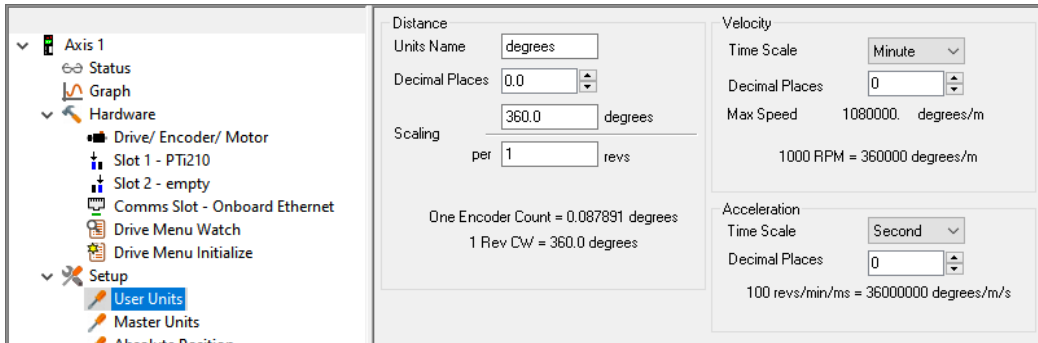 Axis 1
Status
Graph
Hardware
Drive/ Encoder/ Motor
Slot 1 - PTi210
Slot 2 - empty
Comms Slot - Onboard Ethernet
Drive Menu Watch
Drive Menu Initialize
Setup
User Units
Master Units
Absolute Position
Distance
Units Name degrees
Decimal Places 0.0
Scaling
360.0 degrees
per 1 revs
One Encoder Count = 0.087891 degrees
1 Rev CW = 360.0 degrees
Velocity
Time Scale Minute
Decimal Places 0
Max Speed 1080000. degrees/m
1000 RPM = 360000 degrees/m
Acceleration
Time Scale Second
Decimal Places 0
100 revs/min/ms = 36000000 degrees/m/s